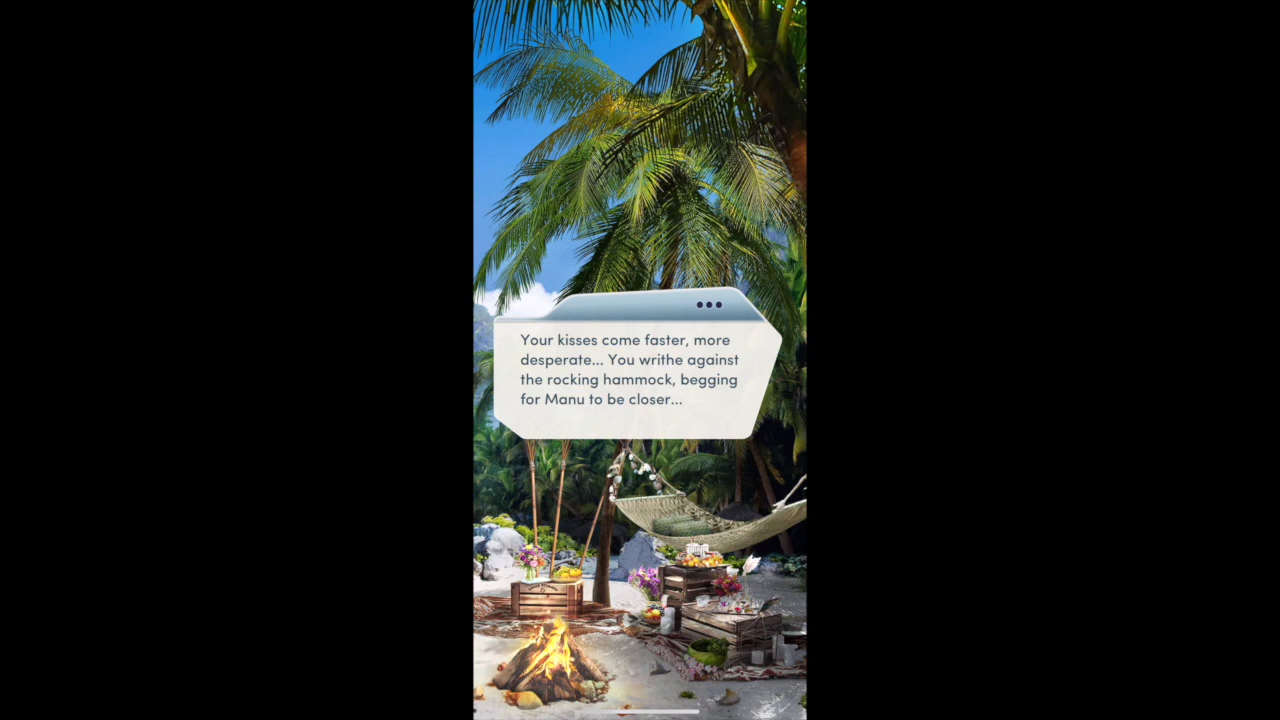 Your kisses come faster, more
desperate... You writhe against
the rocking hammock, begging
for Manu to be closer...